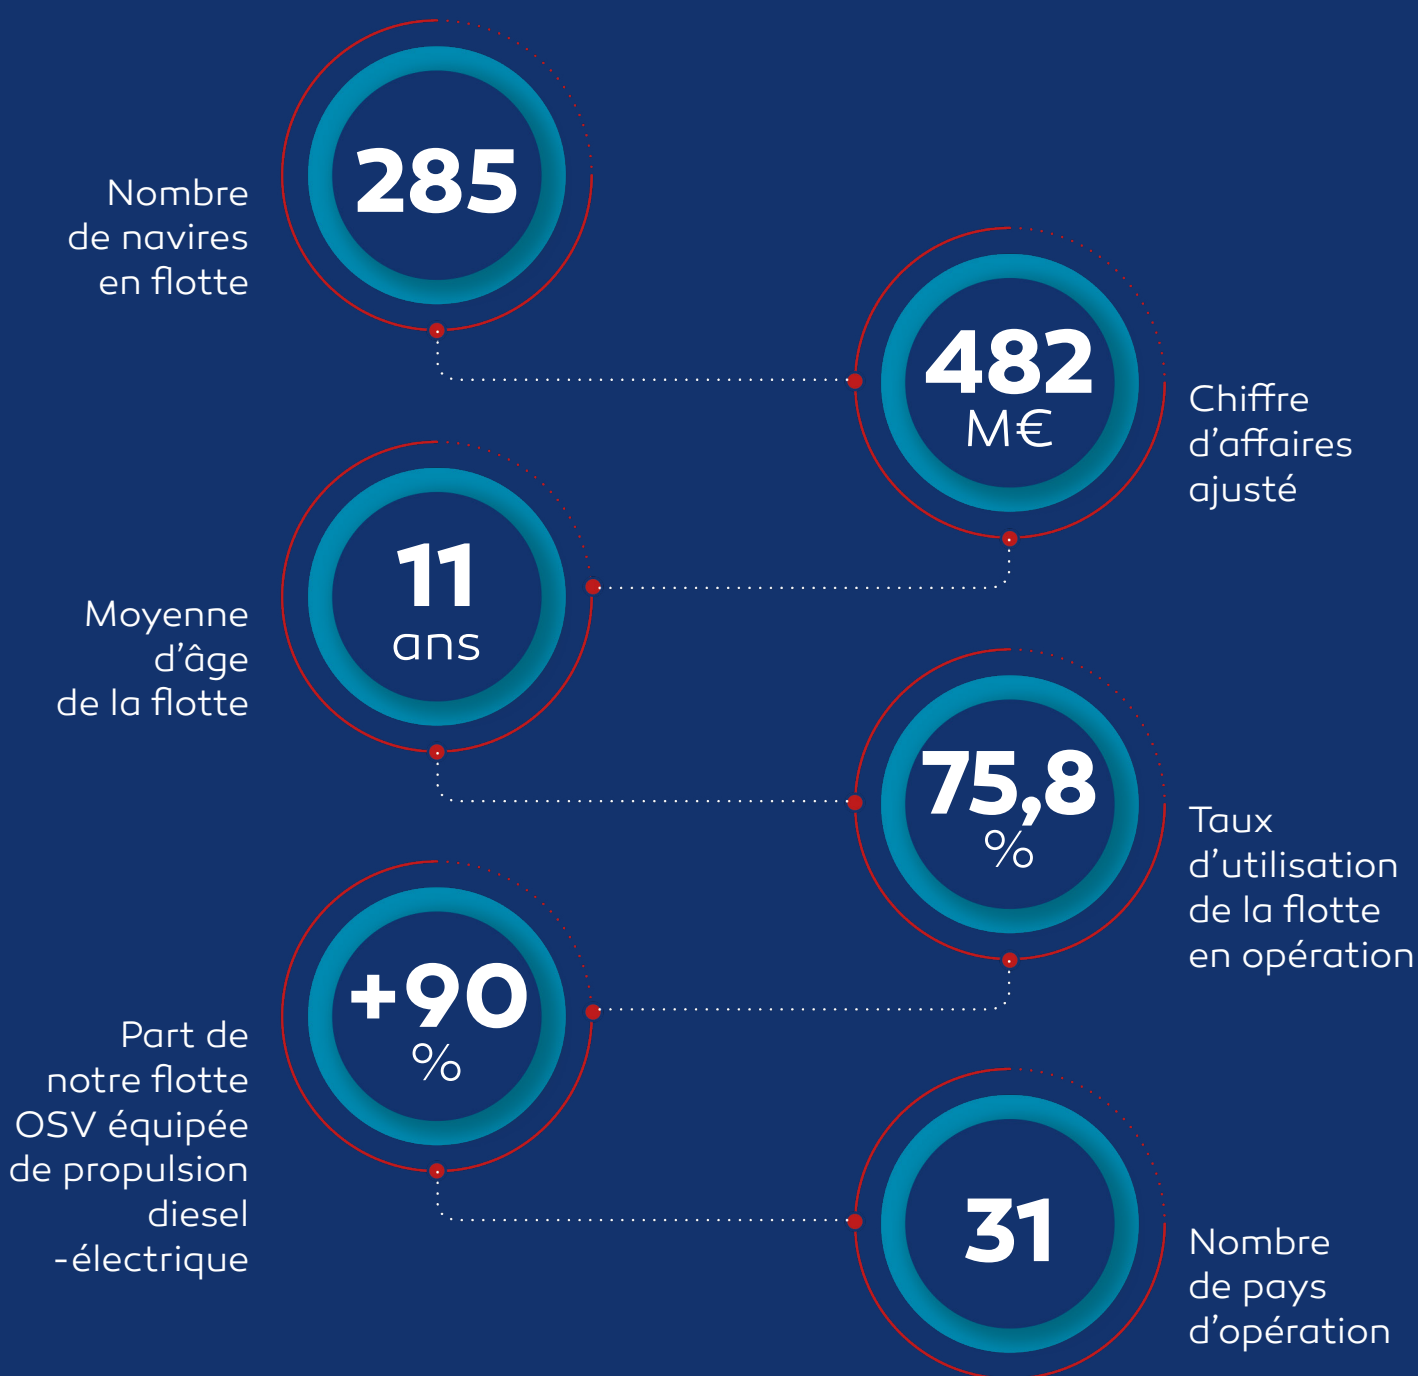 285
Nombre
de navires
en flotte
482
M€
Chiffre
d’affaires
ajusté
11
ans
Moyenne
d’âge
de la flotte
75,8
%
Taux
d’utilisation
de la flotte
en opération
+90
%
Part de
notre flotte
OSV équipée
de propulsion
diesel
-électrique
31
Nombre
de pays
d’opération